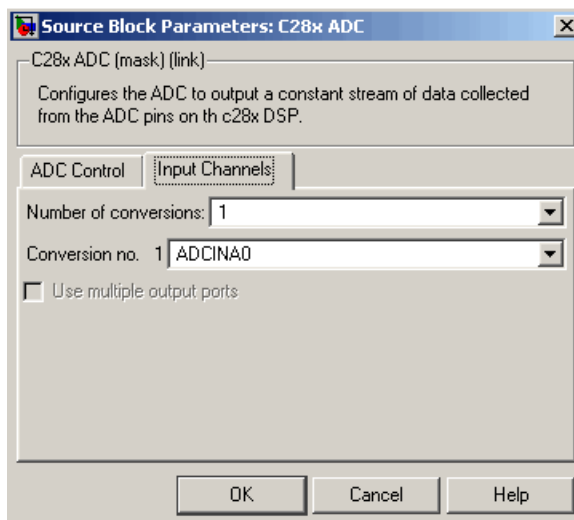 Source Block Parameters: C28x ADC
C28x ADC (mask) (link)
Configures the ADC to output a constant stream of data collected
from the ADC pins on th c28x DSP.
ADC Control Input Channels
Number of conversions: 1
Conversion no. 1 ADCINA0
Use multiple output ports
OK Cancel Help